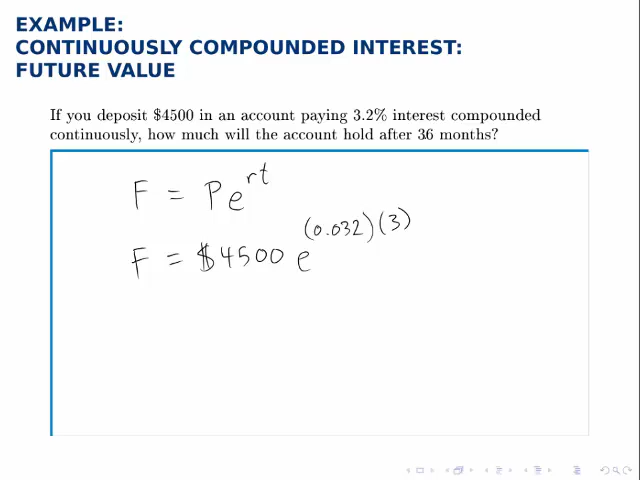 EXAMPLE:
CONTINUOUSLY COMPOUNDED INTEREST:
FUTURE VALUE
If you deposit $4500 in an account paying 3.2% interest compounded
continuously, how much will the account hold after 36 months?
F = Pe^rt
F = $4500 e^(0.032)(3)